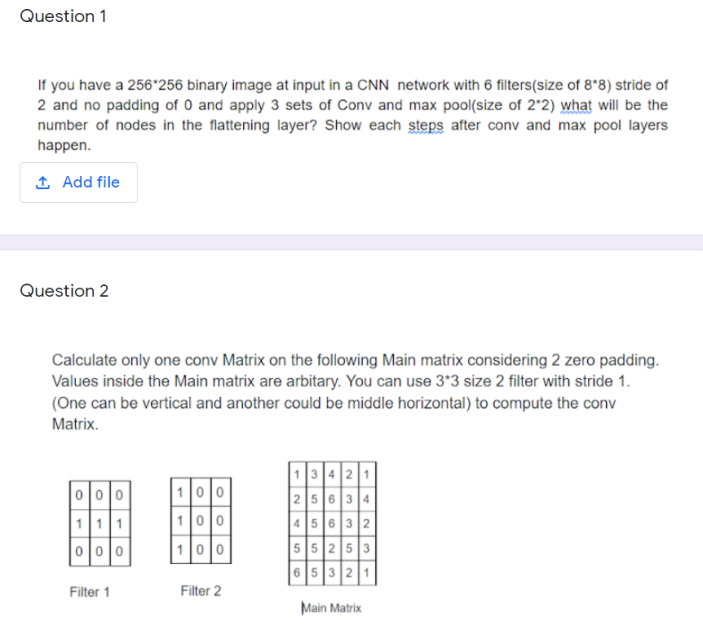 Question 1
If you have a 256*256 binary image at input in a CNN network with 6 filters(size of 8*8) stride of
2 and no padding of 0 and apply 3 sets of Conv and max pool(size of 2*2) what will be the
number of nodes in the flattening layer? Show each steps after conv and max pool layers
happen.
Add file
Question 2
Calculate only one conv Matrix on the following Main matrix considering 2 zero padding.
Values inside the Main matrix are arbitary. You can use 3*3 size 2 filter with stride 1.
(One can be vertical and another could be middle horizontal) to compute the conv
Matrix.
0 0 0
1 1 1
0 0 0
Filter 1
1 0 0
1 0 0
1 0 0
Filter 2
1 3 4 2 1
2 5 6 3 4
4 5 6 3 2
5 5 2 5 3
6 5 3 2 1
Main Matrix